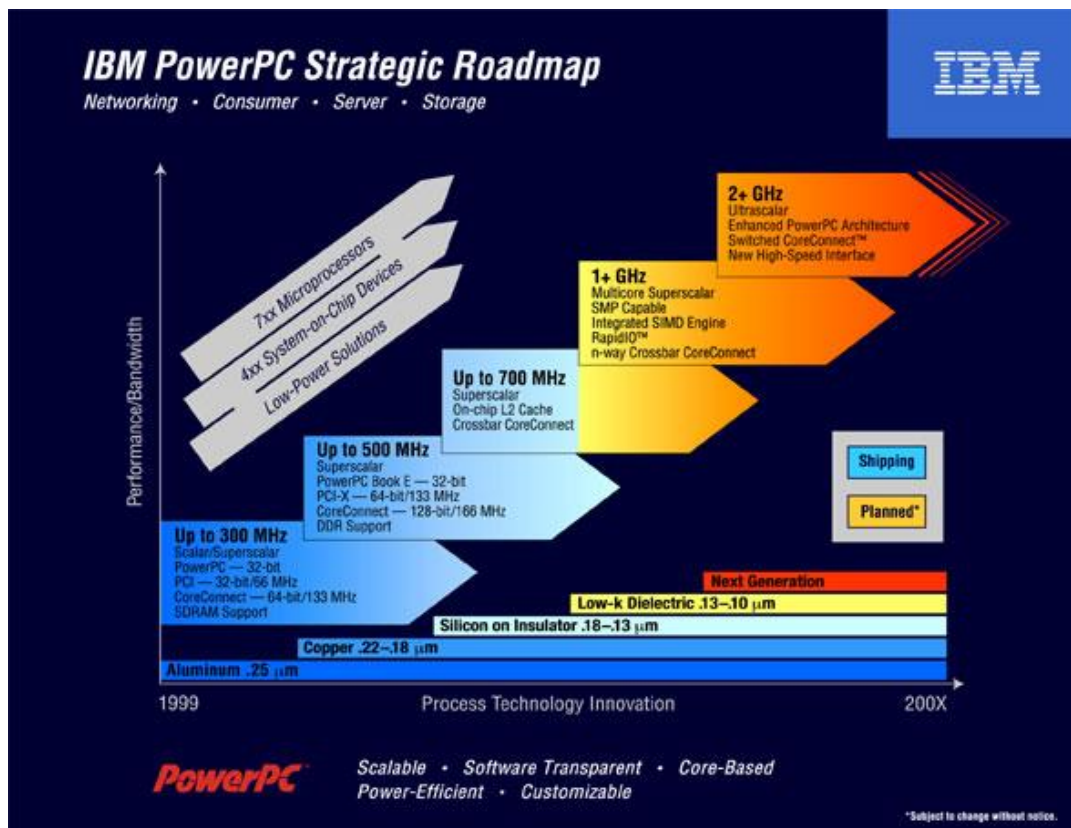 IBM PowerPC Strategic Roadmap
Networking • Consumer • Server • Storage
IBM
Performance/Bandwidth
7xx Microprocessors
4xx System-on-Chip Devices
Low-Power Solutions
2+ GHz
Ultrascalar
Enhanced PowerPC Architecture
Switched CoreConnect™
New High-Speed Interface
1+ GHz
Multicore Superscalar
SMP Capable
Integrated SIMD Engine
RapidIO™
n-way Crossbar CoreConnect
Up to 700 MHz
Superscalar
On-chip L2 Cache
Crossbar CoreConnect
Up to 500 MHz
Superscalar
PowerPC Book E — 32-bit
PCI-X — 64-bit/133 MHz
CoreConnect — 128-bit/166 MHz
DDR Support
Up to 300 MHz
Scalar/Superscalar
PowerPC — 32-bit
PCI — 32-bit/66 MHz
CoreConnect — 64-bit/133 MHz
SDRAM Support
Shipping
Planned*
Next Generation
Low-k Dielectric .13–.10 μm
Silicon on Insulator .18–.13 μm
Copper .22–.18 μm
Aluminum .25 μm
1999
Process Technology Innovation
200X
PowerPC
Scalable • Software Transparent • Core-Based
Power-Efficient • Customizable
*Subject to change without notice.